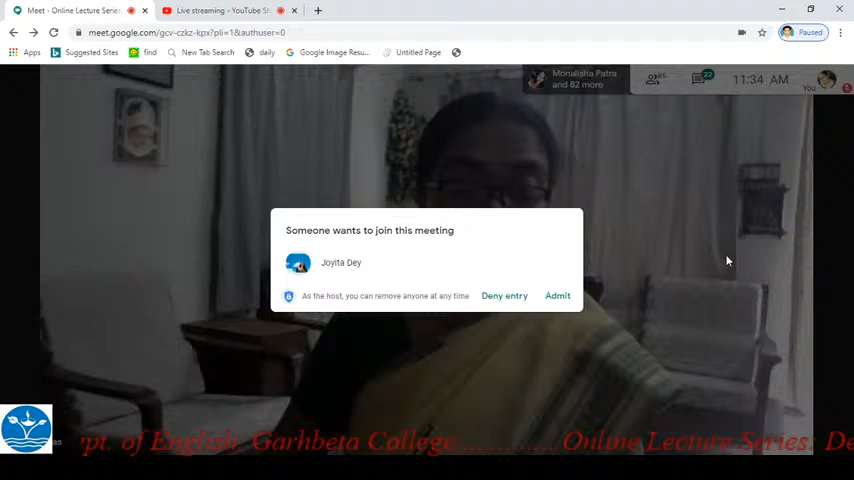 Meet - Online Lecture Series:
Live streaming - YouTube St
meet.google.com/gcv-czkz-kpx?pli=1&authuser=0
Paused
Apps
Suggested Sites
find
New Tab Search
daily
Google Image Resu...
Untitled Page
Monalisha Patra
and 82 more
85
22
11:34 AM
You
Someone wants to join this meeting
Joyita Dey
As the host, you can remove anyone at any time
Deny entry
Admit
pt. of English, Garhbeta College ............. Online Lecture Series: De